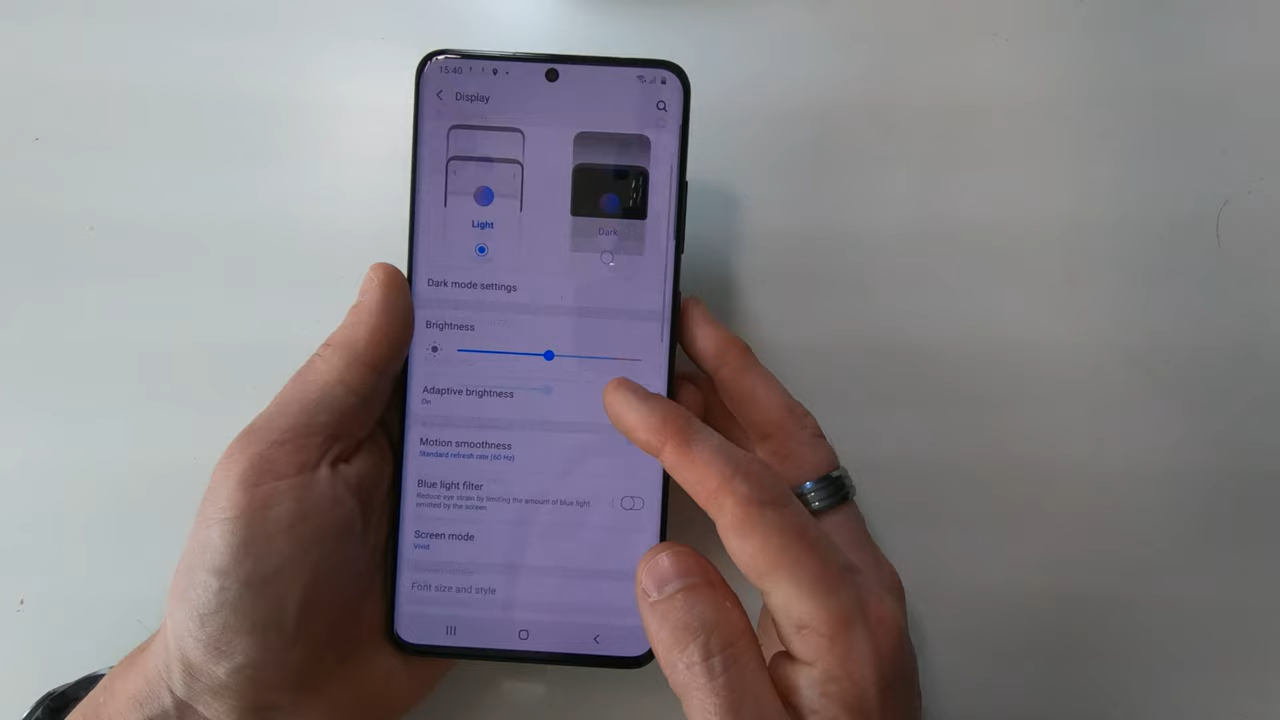 15:40
Display
Light
Dark
Dark mode settings
Brightness
Adaptive brightness
On
Motion smoothness
Standard refresh rate (60 Hz)
Blue light filter
Reduce eye strain by limiting the amount of blue light
emitted by the screen.
Screen mode
Vivid
Font size and style